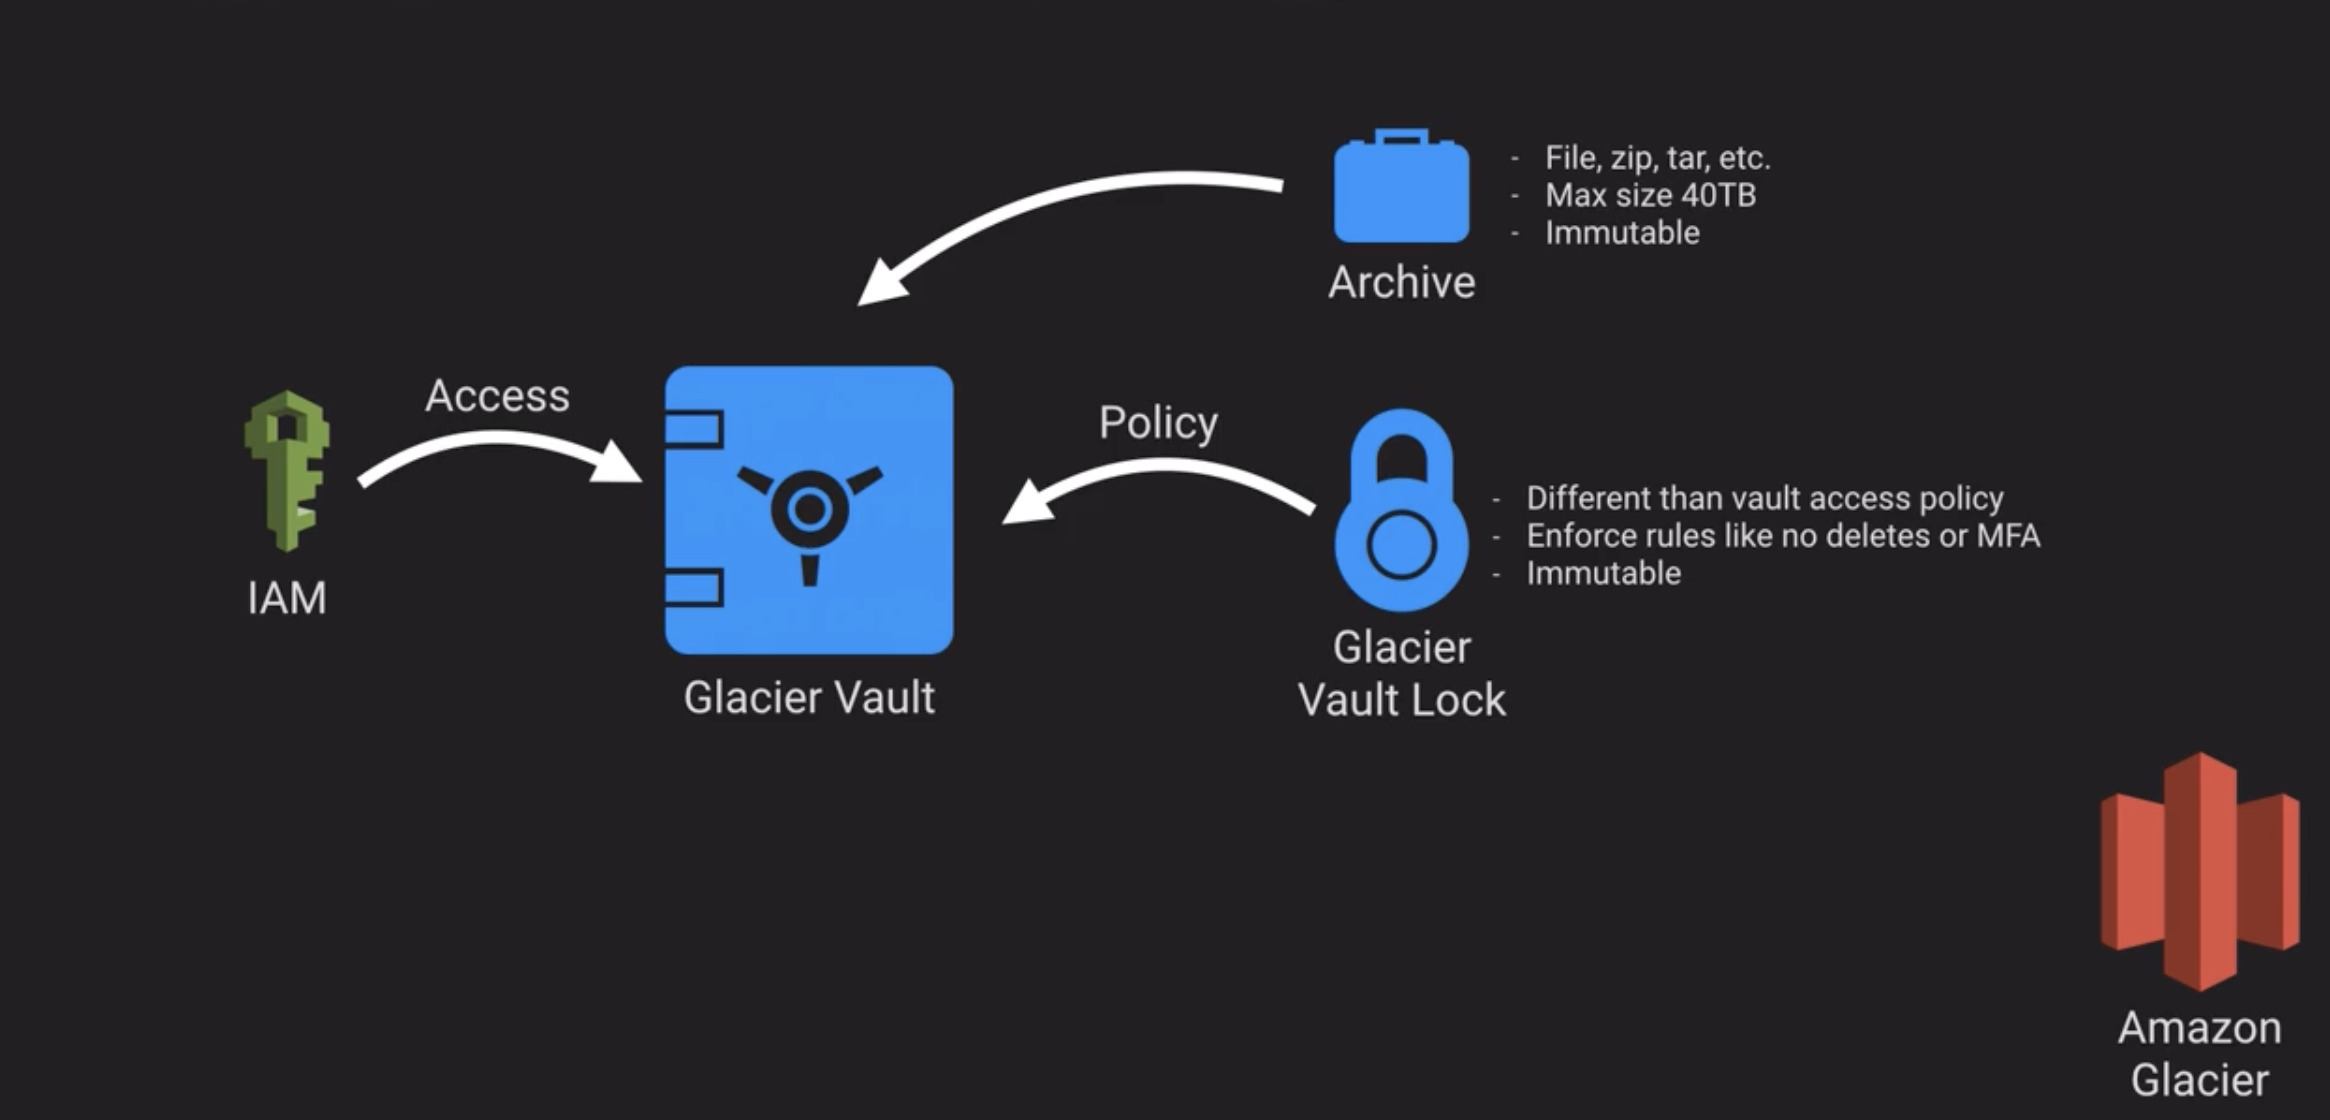 - File, zip, tar, etc.
- Max size 40TB
- Immutable
Archive
Access
IAM
Glacier Vault
Policy
- Different than vault access policy
- Enforce rules like no deletes or MFA
- Immutable
Glacier
Vault Lock
Amazon
Glacier